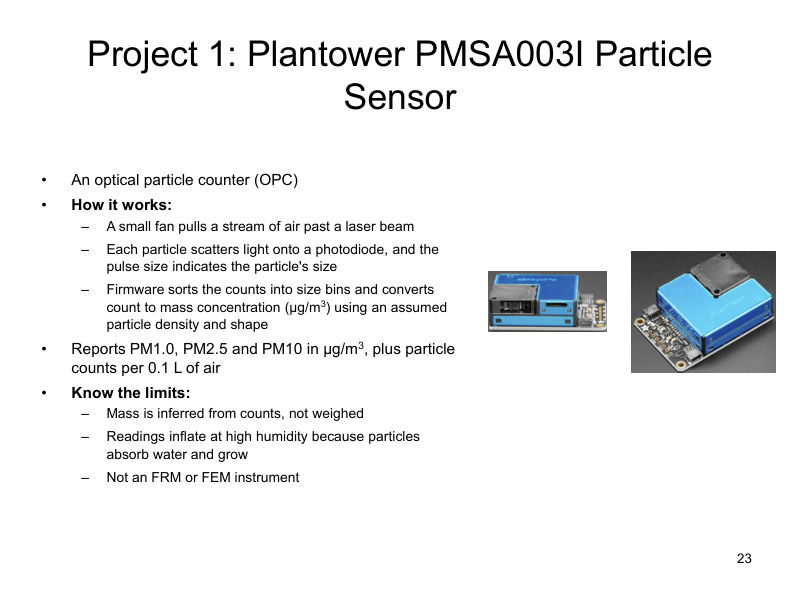 Project 1: Plantower PMSA003I Particle
Sensor
• An optical particle counter (OPC)
• How it works:
– A small fan pulls a stream of air past a laser beam
– Each particle scatters light onto a photodiode, and the
pulse size indicates the particle's size
– Firmware sorts the counts into size bins and converts
count to mass concentration (µg/m³) using an assumed
particle density and shape
• Reports PM1.0, PM2.5 and PM10 in µg/m³, plus particle
counts per 0.1 L of air
• Know the limits:
– Mass is inferred from counts, not weighed
– Readings inflate at high humidity because particles
absorb water and grow
– Not an FRM or FEM instrument
23